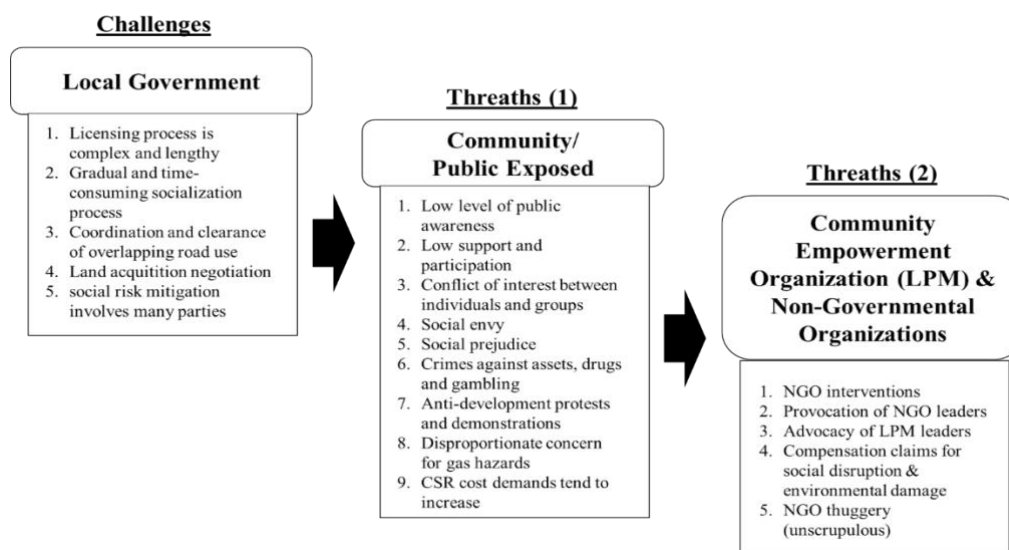 Challenges
Local Government
1. Licensing process is
complex and lengthy
2. Gradual and time-
consuming socialization
process
3. Coordination and clearance
of overlapping road use
4. Land acquitition negotiation
5. social risk mitigation
involves many parties
Threaths (1)
Community/
Public Exposed
1. Low level of public
awareness
2. Low support and
participation
3. Conflict of interest between
individuals and groups
4. Social envy
5. Social prejudice
6. Crimes against assets, drugs
and gambling
7. Anti-development protests
and demonstrations
8. Disproportionate concern
for gas hazards
9. CSR cost demands tend to
increase
Threaths (2)
Community
Empowerment
Organization (LPM) &
Non-Governmental
Organizations
1. NGO interventions
2. Provocation of NGO leaders
3. Advocacy of LPM leaders
4. Compensation claims for
social disruption &
environmental damage
5. NGO thuggery
(unscrupulous)